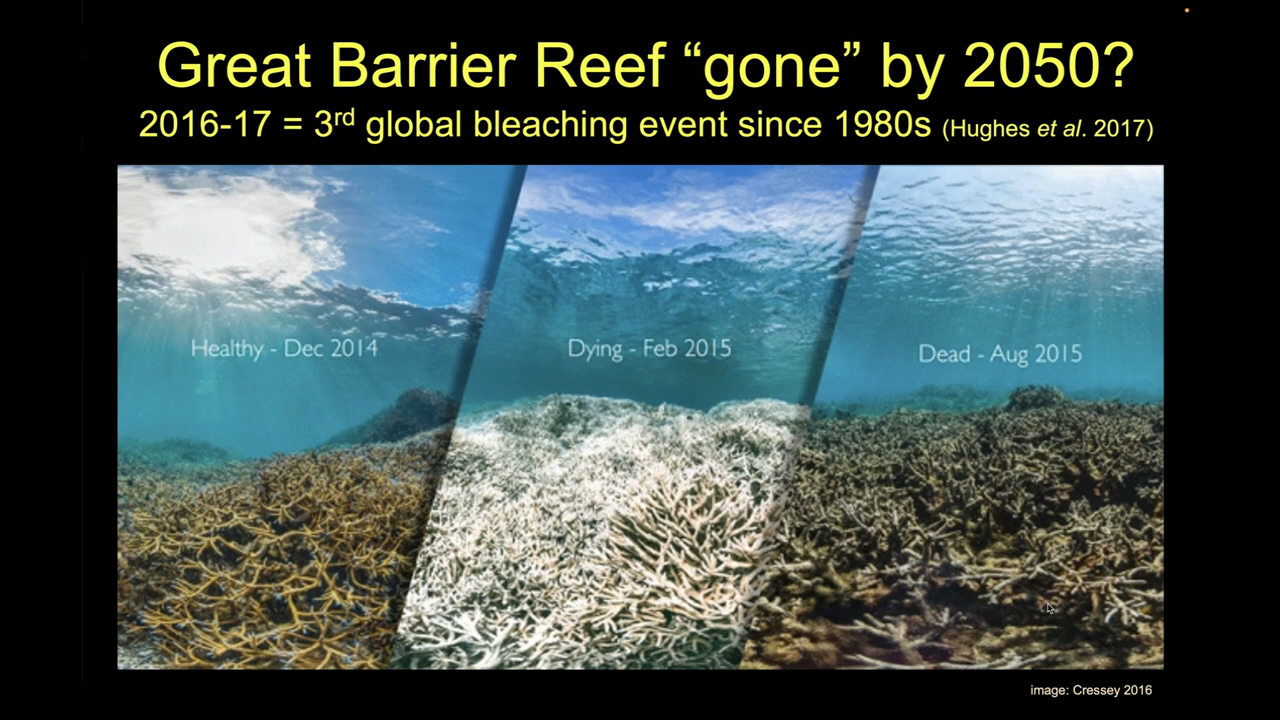 Great Barrier Reef “gone” by 2050?
2016-17 = 3rd global bleaching event since 1980s (Hughes et al. 2017)
Healthy - Dec 2014
Dying - Feb 2015
Dead - Aug 2015
image: Cressey 2016